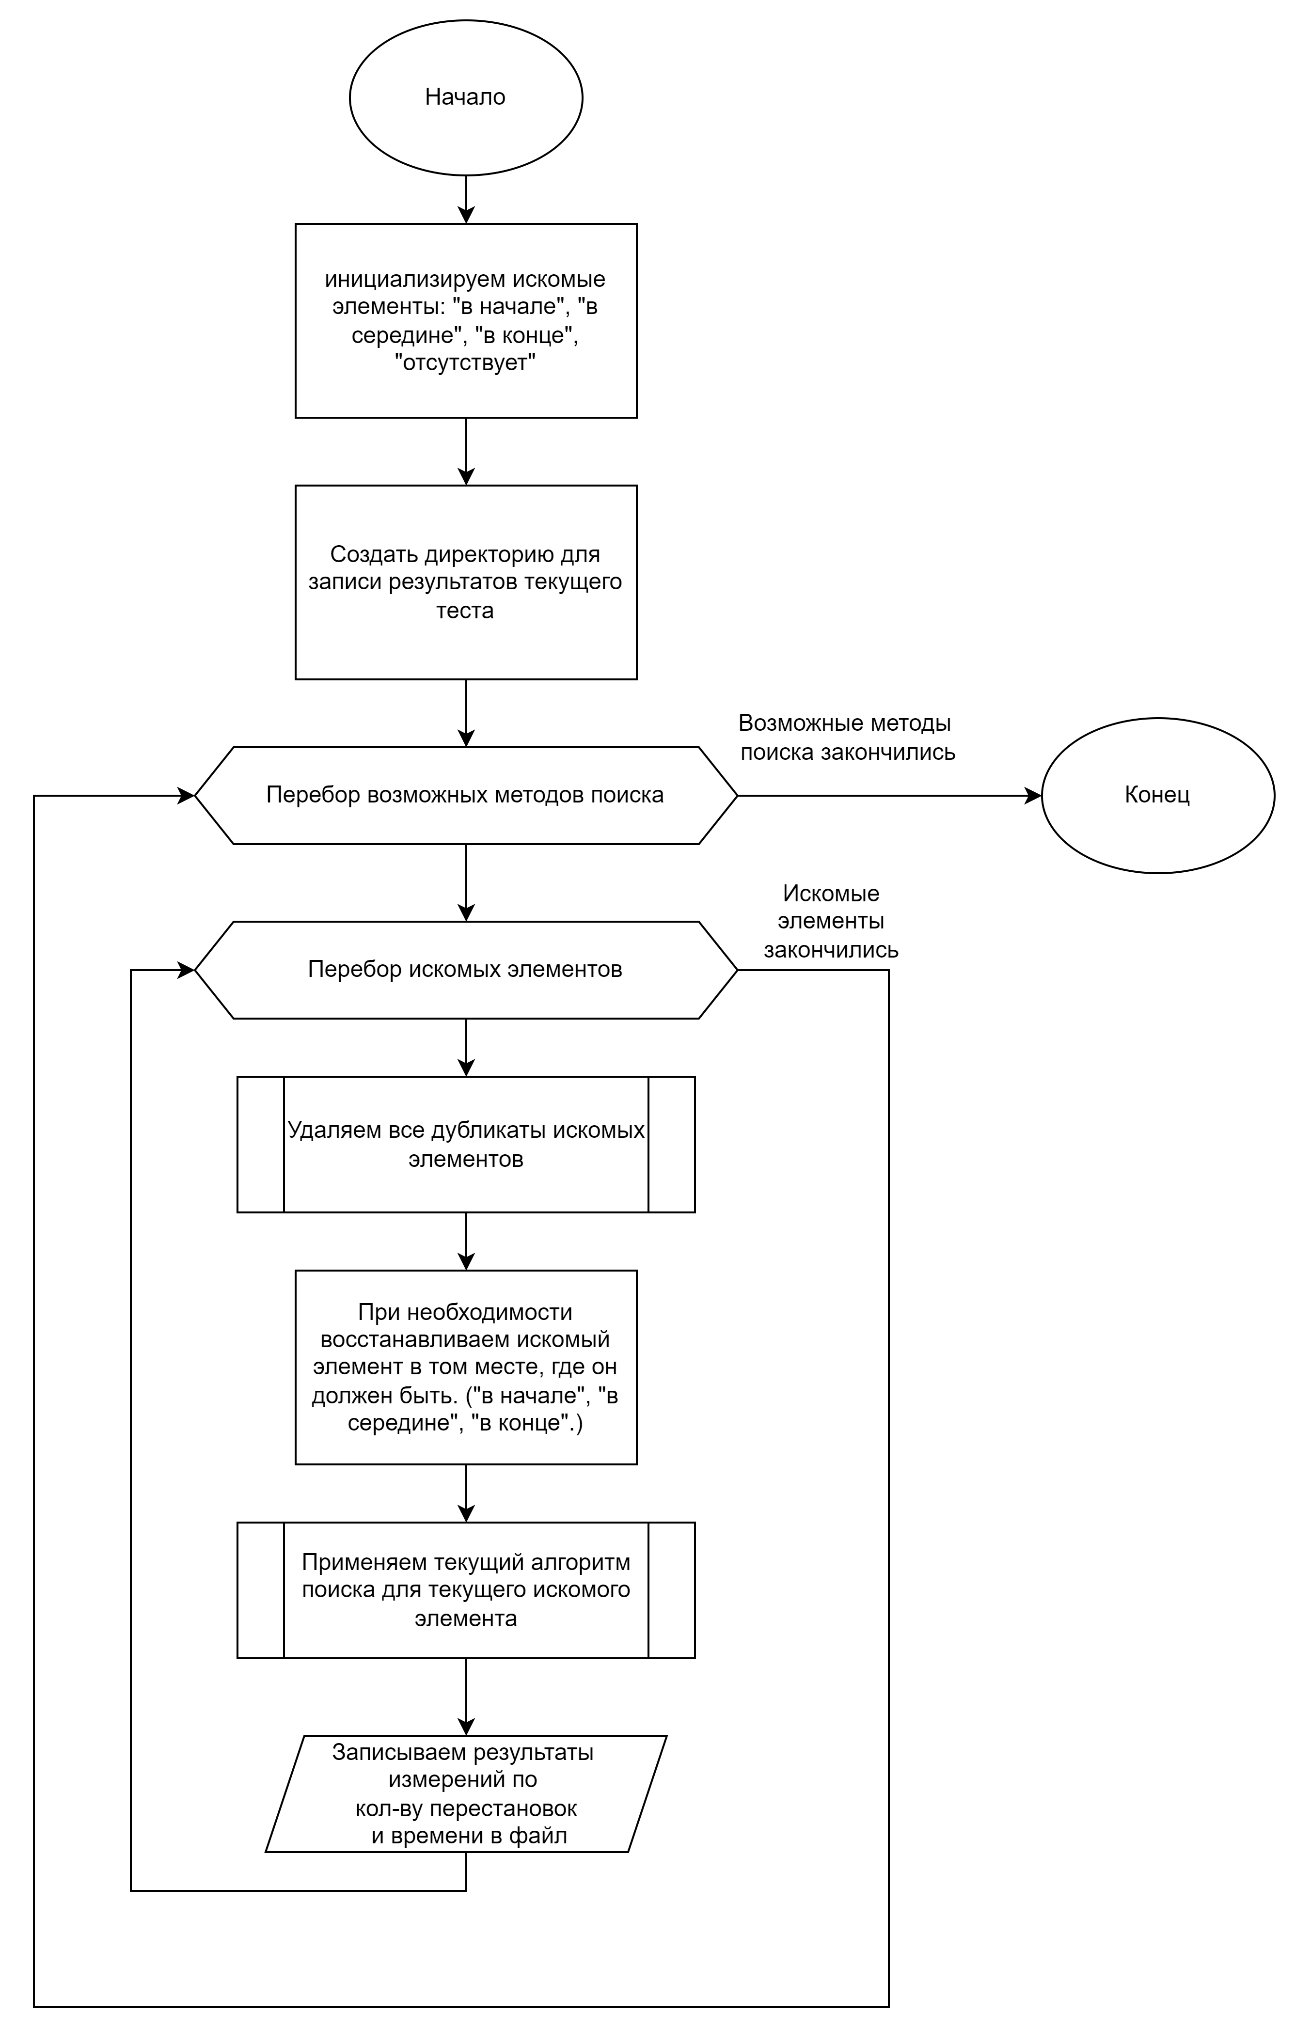 Начало
инициализируем искомые
элементы: "в начале", "в
середине", "в конце",
"отсутствует"
Создать директорию для
записи результатов текущего
теста
Возможные методы
поиска закончились
Перебор возможных методов поиска
Конец
Искомые
элементы
закончились
Перебор искомых элементов
Удаляем все дубликаты искомых
элементов
При необходимости
восстанавливаем искомый
элемент в том месте, где он
должен быть. ("в начале", "в
середине", "в конце".)
Применяем текущий алгоритм
поиска для текущего искомого
элемента
Записываем результаты
измерений по
кол-ву перестановок
и времени в файл